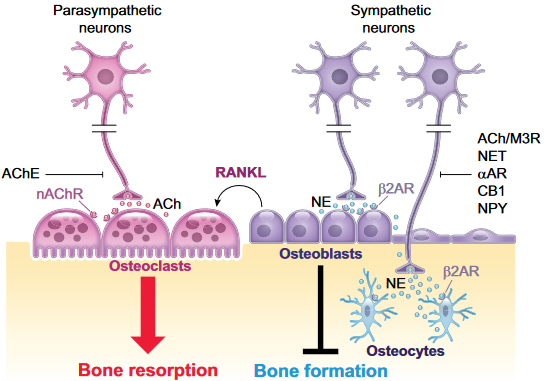 Parasympathetic
neurons
Sympathetic
neurons
AChE
nAChR
ACh
RANKL
NE
β2AR
ACh/M3R
NET
αAR
CB1
NPY
Osteoclasts
Osteoblasts
NE
β2AR
Osteocytes
Bone resorption
Bone formation